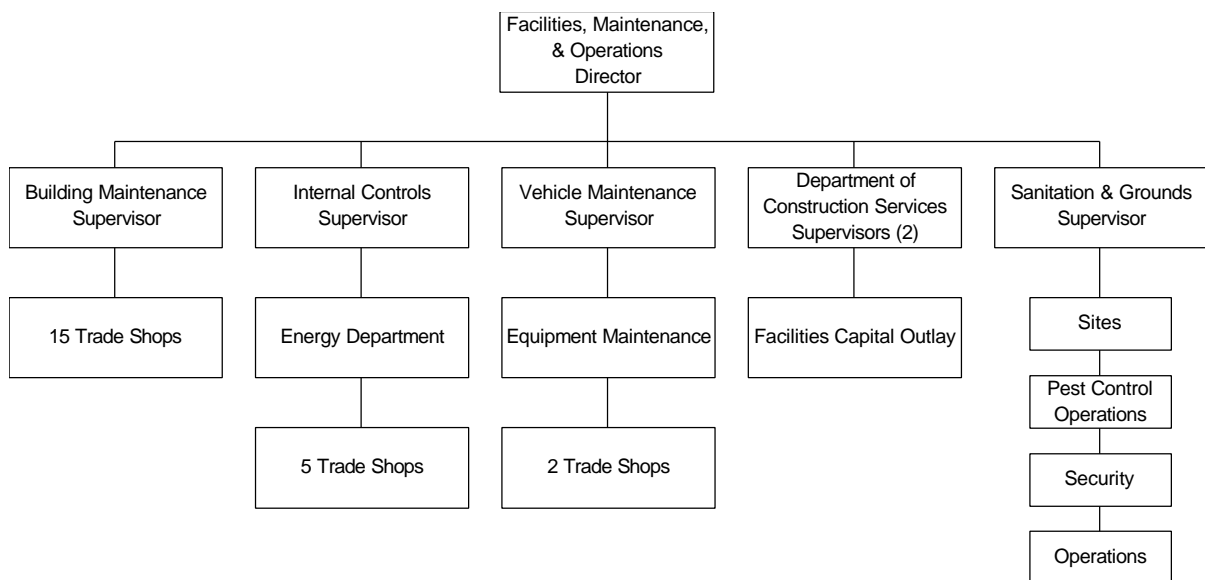 Facilities, Maintenance,
& Operations
Director
Building Maintenance
Supervisor
Internal Controls
Supervisor
Vehicle Maintenance
Supervisor
Department of
Construction Services
Supervisors (2)
Sanitation & Grounds
Supervisor
15 Trade Shops
Energy Department
Equipment Maintenance
Facilities Capital Outlay
Sites
Pest Control
Operations
5 Trade Shops
2 Trade Shops
Security
Operations